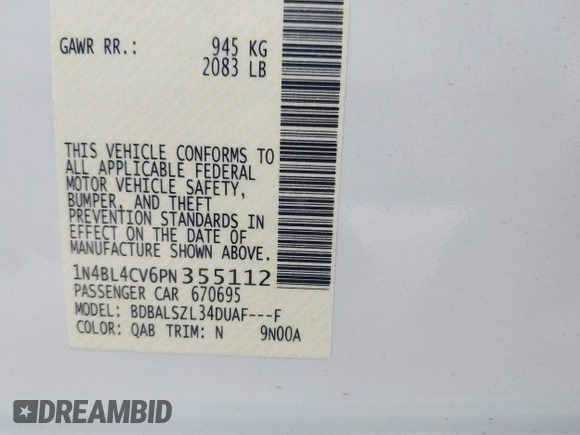 GAWR RR.: 945 KG
2083 LB
THIS VEHICLE CONFORMS TO
ALL APPLICABLE FEDERAL
MOTOR VEHICLE SAFETY,
BUMPER, AND THEFT
PREVENTION STANDARDS IN
EFFECT ON THE DATE OF
MANUFACTURE SHOWN ABOVE.
1N4BL4CV6PN355112
PASSENGER CAR 670695
MODEL: BDBALSZL34DUAF---F
COLOR: QAB TRIM: N 9N00A
DREAMBID